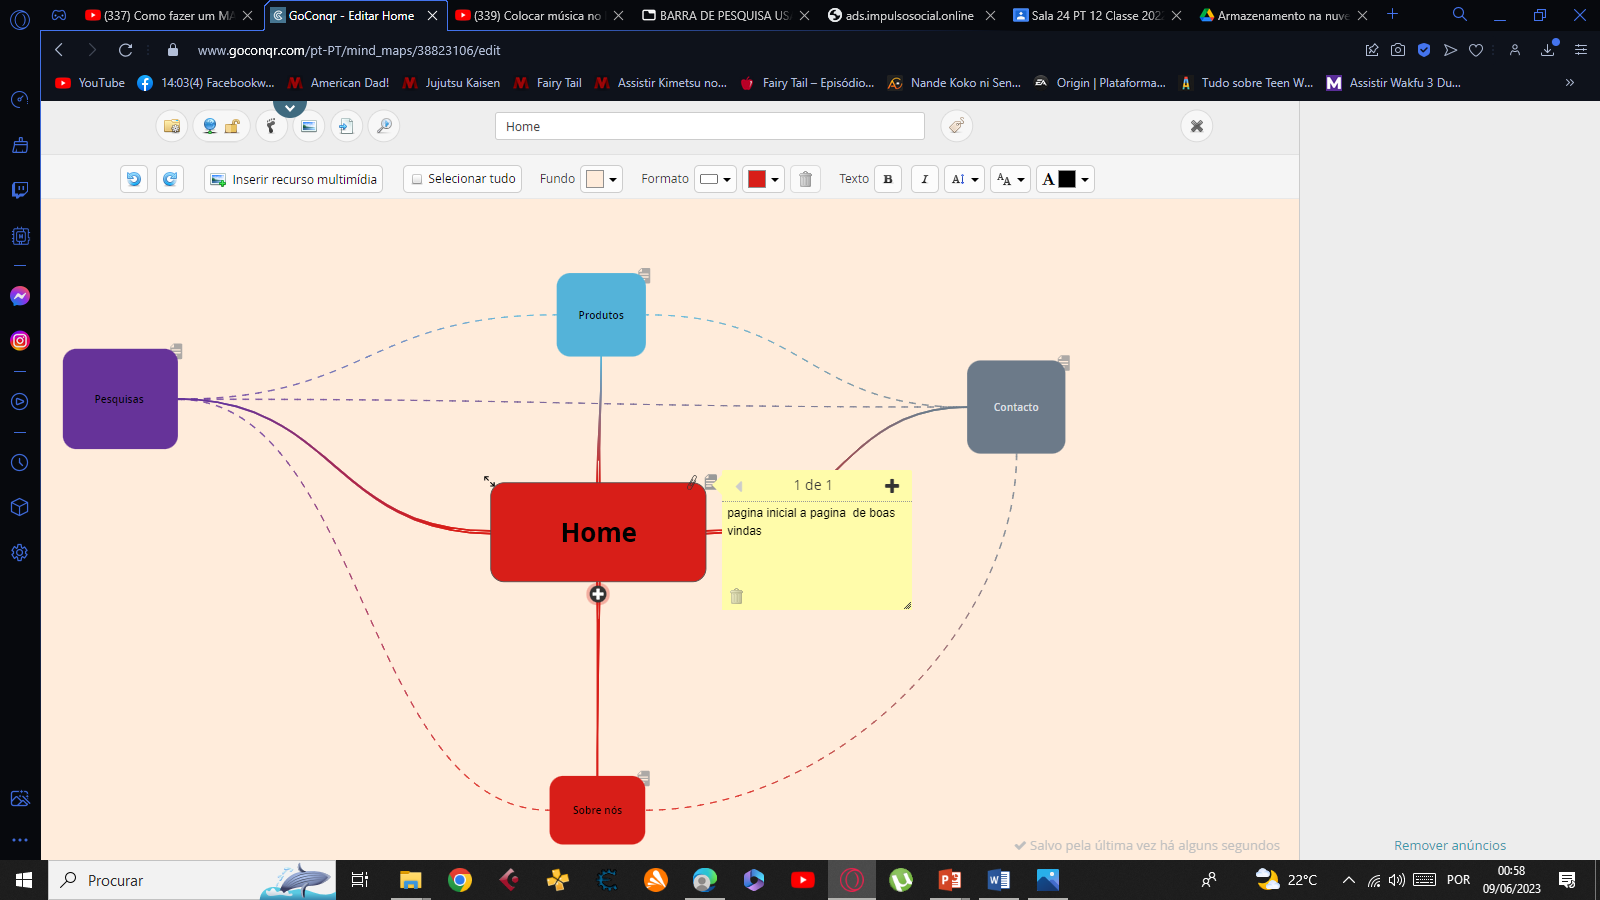 (337) Como fazer um MA
GoConqr - Editar Home
(339) Colocar música no
BARRA DE PESQUISA US
ads.impulsosocial.online
Sala 24 PT 12 Classe 202
Armazenamento na nuve
www.goconqr.com/pt-PT/mind_maps/38823106/edit
YouTube
14:03(4) Facebookw...
American Dad!
Jujutsu Kaisen
Fairy Tail
Assistir Kimetsu no...
Fairy Tail – Episódio...
Nande Koko ni Sen...
Origin | Plataforma...
Tudo sobre Teen W...
Assistir Wakfu 3 Du...
Home
Inserir recurso multimídia
Selecionar tudo
Fundo
Formato
Texto
B
I
A
AA
A
Produtos
Pesquisas
Contacto
Home
1 de 1
pagina inicial a pagina  de boas
vindas
Sobre nós
Salvo pela última vez há alguns segundos
Remover anúncios
Procurar
22°C
POR
00:58
09/06/2023